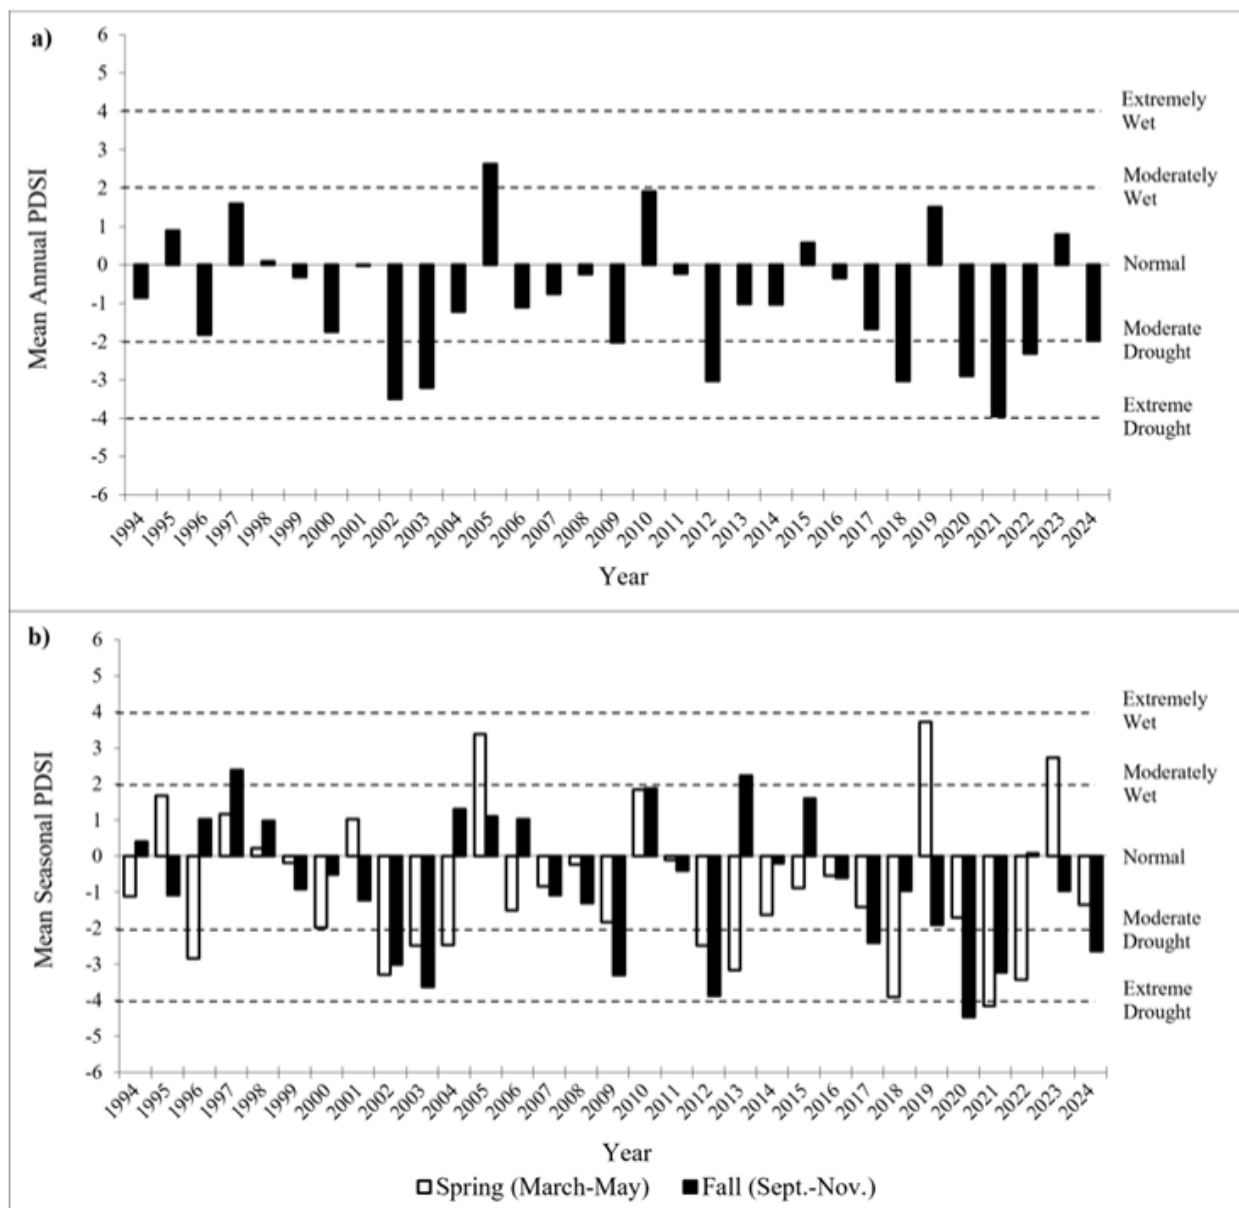 a)
6
5
4
3
2
1
0
-1
-2
-3
-4
-5
-6
Mean Annual PDSI
Extremely
Wet
Moderately
Wet
Normal
Moderate
Drought
Extreme
Drought
1994 1995 1996 1997 1998 1999 2000 2001 2002 2003 2004 2005 2006 2007 2008 2009 2010 2011 2012 2013 2014 2015 2016 2017 2018 2019 2020 2021 2022 2023 2024
Year
b)
6
5
4
3
2
1
0
-1
-2
-3
-4
-5
-6
Mean Seasonal PDSI
Extremely
Wet
Moderately
Wet
Normal
Moderate
Drought
Extreme
Drought
1994 1995 1996 1997 1998 1999 2000 2001 2002 2003 2004 2005 2006 2007 2008 2009 2010 2011 2012 2013 2014 2015 2016 2017 2018 2019 2020 2021 2022 2023 2024
Year
Spring (March-May) Fall (Sept.-Nov.)